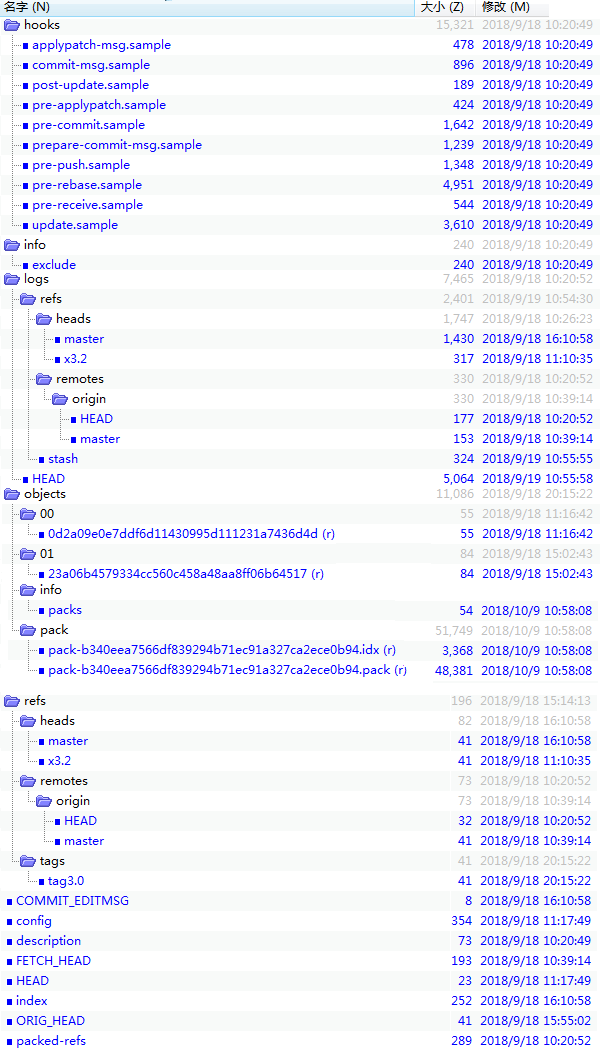 名字 (N) 大小 (Z) 修改 (M)
hooks 15,321 2018/9/18 10:20:49
applypatch-msg.sample 478 2018/9/18 10:20:49
commit-msg.sample 896 2018/9/18 10:20:49
post-update.sample 189 2018/9/18 10:20:49
pre-applypatch.sample 424 2018/9/18 10:20:49
pre-commit.sample 1,642 2018/9/18 10:20:49
prepare-commit-msg.sample 1,239 2018/9/18 10:20:49
pre-push.sample 1,348 2018/9/18 10:20:49
pre-rebase.sample 4,951 2018/9/18 10:20:49
pre-receive.sample 544 2018/9/18 10:20:49
update.sample 3,610 2018/9/18 10:20:49
info 240 2018/9/18 10:20:49
exclude 240 2018/9/18 10:20:49
logs 7,465 2018/9/18 10:20:52
refs 2,401 2018/9/19 10:54:30
heads 1,747 2018/9/18 10:26:23
master 1,430 2018/9/18 16:10:58
x3.2 317 2018/9/18 11:10:35
remotes 330 2018/9/18 10:20:52
origin 330 2018/9/18 10:39:14
HEAD 177 2018/9/18 10:20:52
master 153 2018/9/18 10:39:14
stash 324 2018/9/19 10:55:55
HEAD 5,064 2018/9/19 10:55:58
objects 11,086 2018/9/18 20:15:22
00 55 2018/9/18 11:16:42
0d2a09e0e7ddf6d11430995d111231a7436d4d (r) 55 2018/9/18 11:16:42
01 84 2018/9/18 15:02:43
23a06b4579334cc560c458a48aa8ff06b64517 (r) 84 2018/9/18 15:02:43
info
packs 54 2018/10/9 10:58:08
pack 51,749 2018/10/9 10:58:08
pack-b340eea7566df839294b71ec91a327ca2ece0b94.idx (r) 3,368 2018/10/9 10:58:08
pack-b340eea7566df839294b71ec91a327ca2ece0b94.pack (r) 48,381 2018/10/9 10:58:08
refs 196 2018/9/18 15:14:13
heads 82 2018/9/18 16:10:58
master 41 2018/9/18 16:10:58
x3.2 41 2018/9/18 11:10:35
remotes 73 2018/9/18 10:20:52
origin 73 2018/9/18 10:39:14
HEAD 32 2018/9/18 10:20:52
master 41 2018/9/18 10:39:14
tags 41 2018/9/18 20:15:22
tag3.0 41 2018/9/18 20:15:22
COMMIT_EDITMSG 8 2018/9/18 16:10:58
config 354 2018/9/18 11:17:49
description 73 2018/9/18 10:20:49
FETCH_HEAD 193 2018/9/18 10:39:14
HEAD 23 2018/9/18 11:17:49
index 252 2018/9/18 16:10:58
ORIG_HEAD 41 2018/9/18 15:55:02
packed-refs 289 2018/9/18 10:20:52